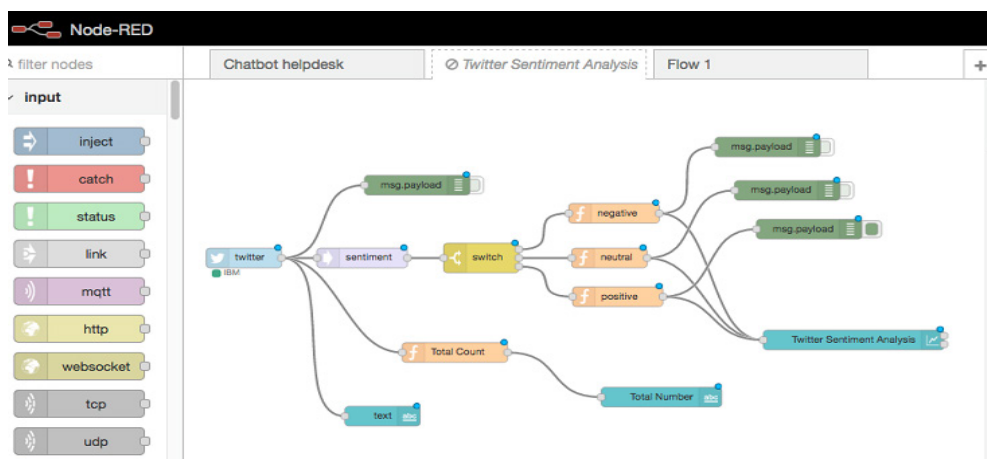 Node-RED
filter nodes
Chatbot helpdesk
Twitter Sentiment Analysis
Flow 1
+
input
inject
catch
status
link
mqtt
http
websocket
tcp
udp
msg.payload
msg.payload
msg.payload
msg.payload
negative
twitter
sentiment
switch
neutral
IBM
positive
Twitter Sentiment Analysis
Total Count
Total Number
abc
text
abc